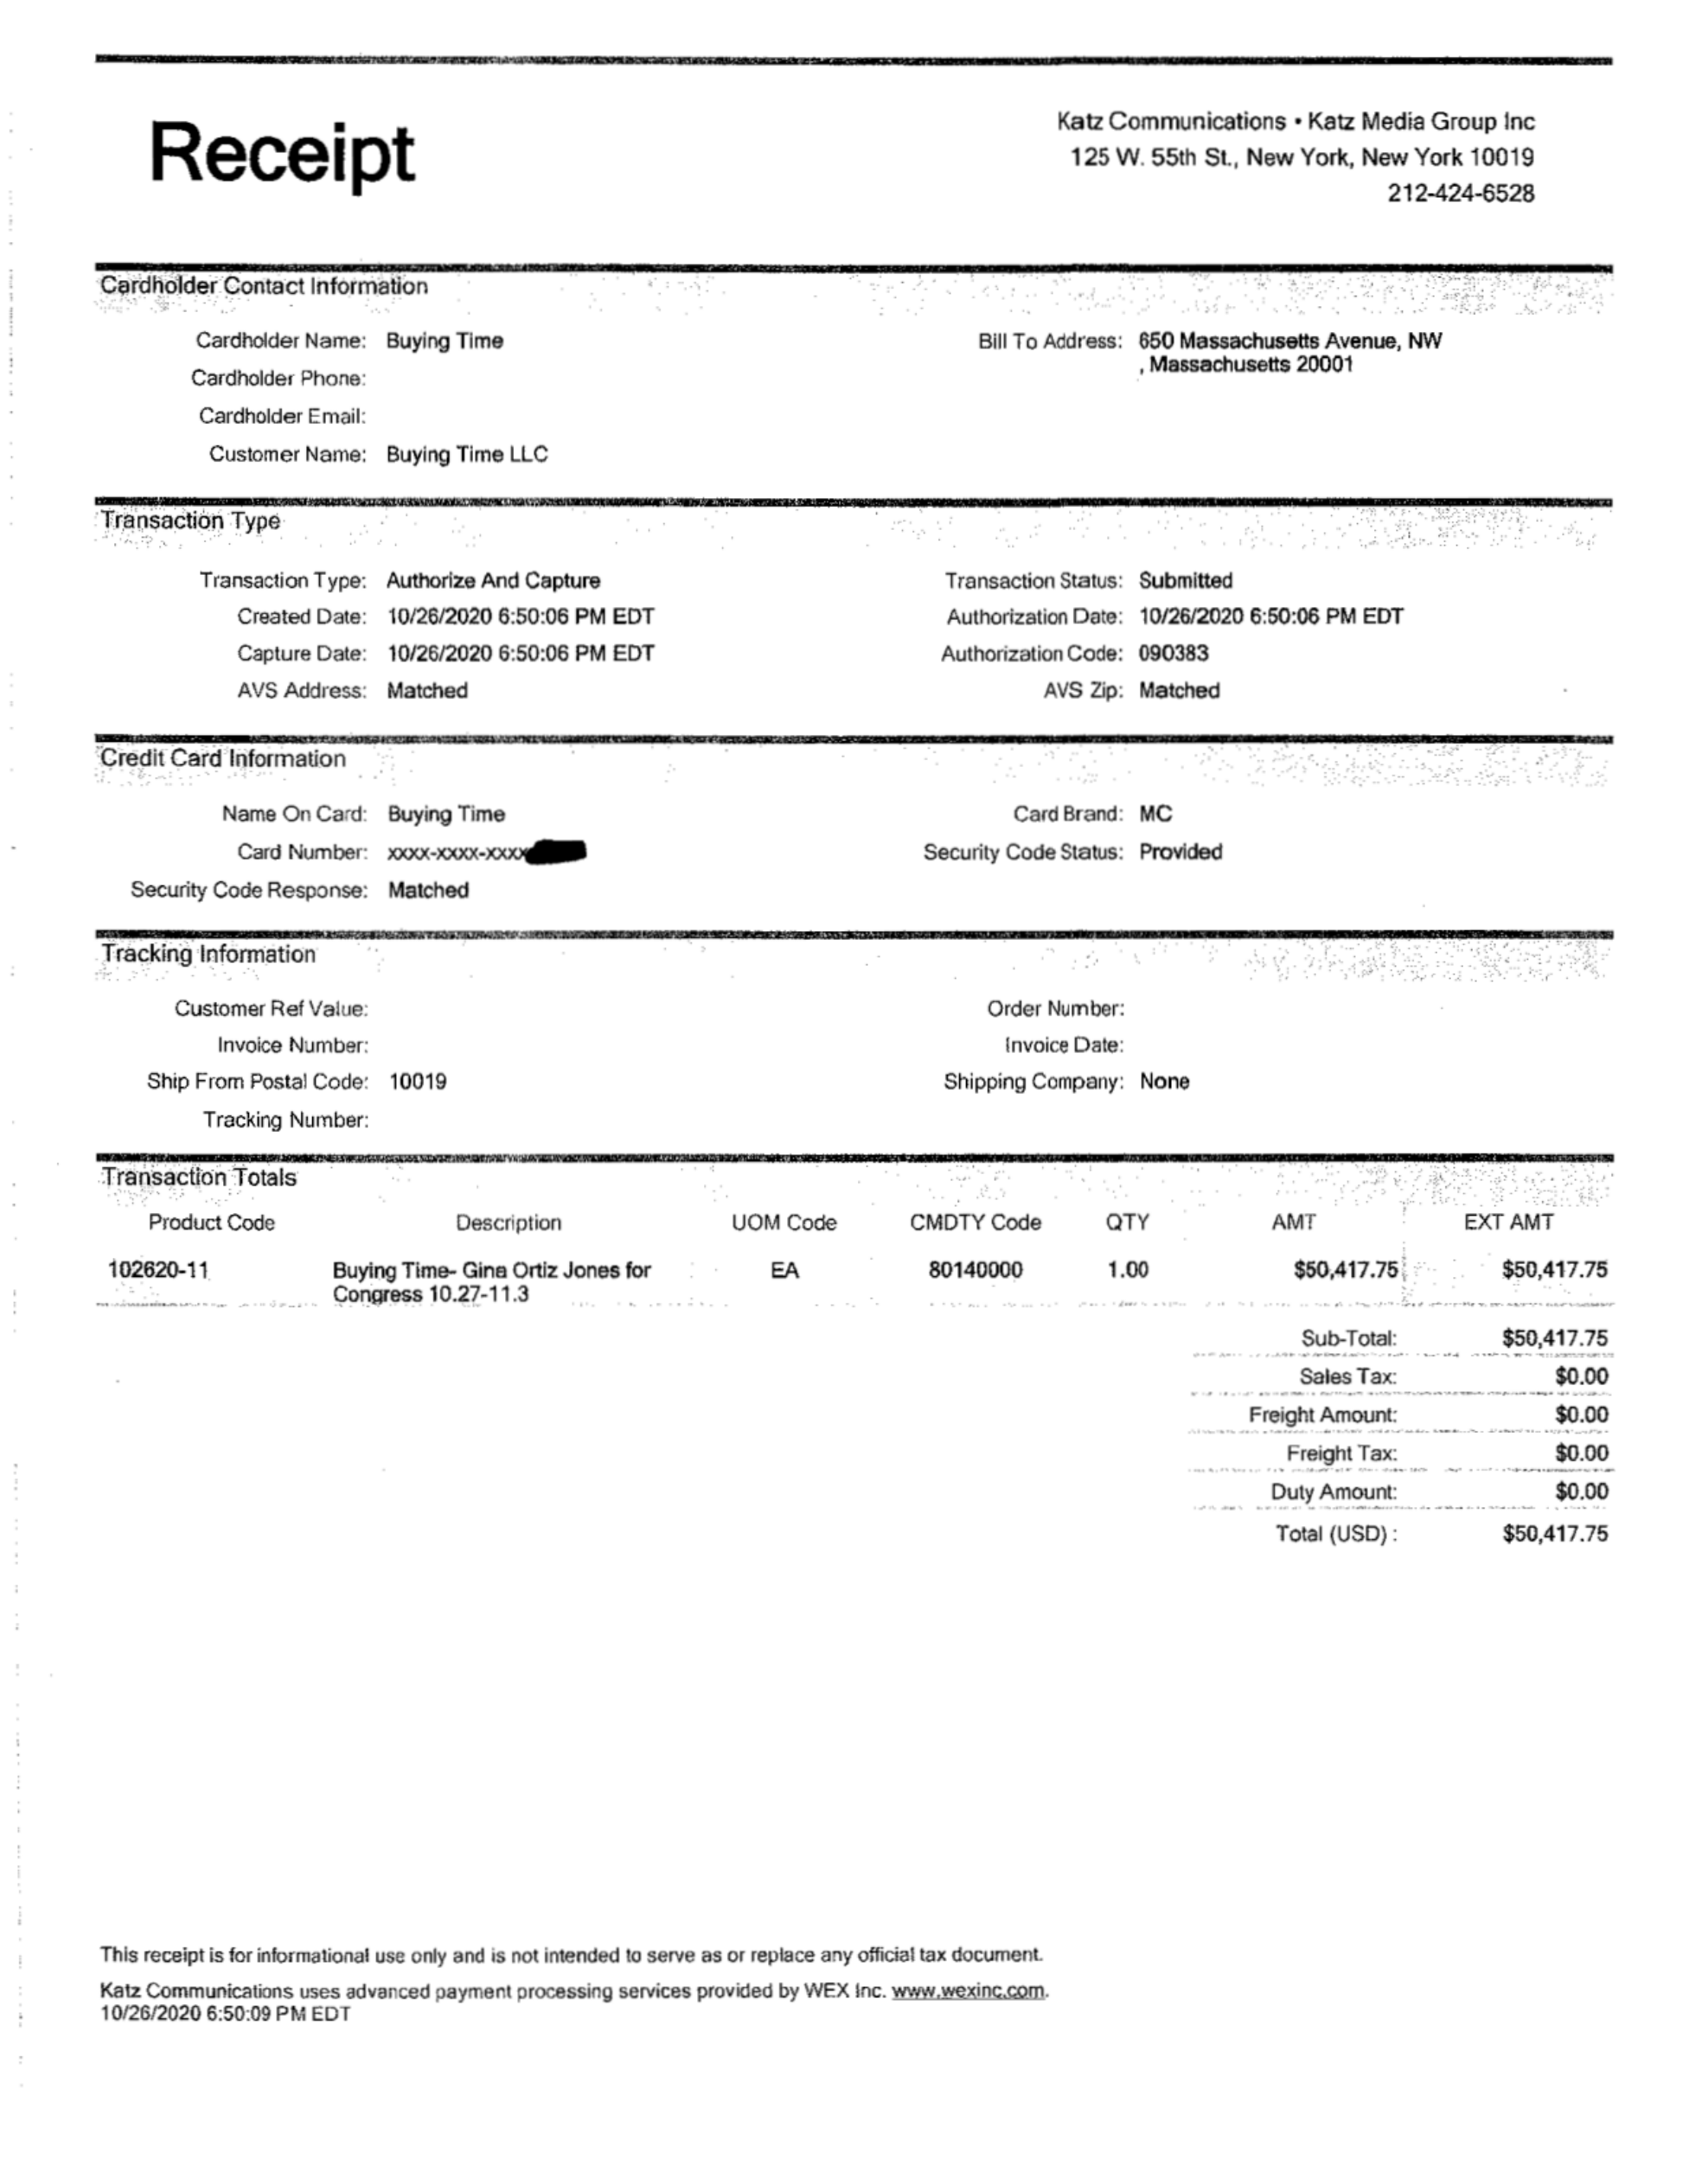 Receipt
Katz Communications • Katz Media Group Inc
125 W. 55th St., New York, New York 10019
212-424-6528
Cardholder Contact Information
Cardholder Name: Buying Time
Bill To Address: 650 Massachusetts Avenue, NW
, Massachusetts 20001
Cardholder Phone:
Cardholder Email:
Customer Name: Buying Time LLC
Transaction Type
Transaction Type: Authorize And Capture
Transaction Status: Submitted
Created Date: 10/26/2020 6:50:06 PM EDT
Authorization Date: 10/26/2020 6:50:06 PM EDT
Capture Date: 10/26/2020 6:50:06 PM EDT
Authorization Code: 090383
AVS Address: Matched
AVS Zip: Matched
Credit Card Information
Name On Card: Buying Time
Card Brand: MC
Card Number: xxxx-xxxx-xxxx
Security Code Status: Provided
Security Code Response: Matched
Tracking Information
Customer Ref Value:
Order Number:
Invoice Number:
Invoice Date:
Ship From Postal Code: 10019
Shipping Company: None
Tracking Number:
Transaction Totals
Product Code Description UOM Code CMDTY Code QTY AMT EXT AMT
102620-11 Buying Time- Gina Ortiz Jones for EA 80140000 1.00 $50,417.75 $50,417.75
Congress 10.27-11.3
Sub-Total: $50,417.75
Sales Tax: $0.00
Freight Amount: $0.00
Freight Tax: $0.00
Duty Amount: $0.00
Total (USD) : $50,417.75
This receipt is for informational use only and is not intended to serve as or replace any official tax document.
Katz Communications uses advanced payment processing services provided by WEX Inc. www.wexinc.com.
10/26/2020 6:50:09 PM EDT